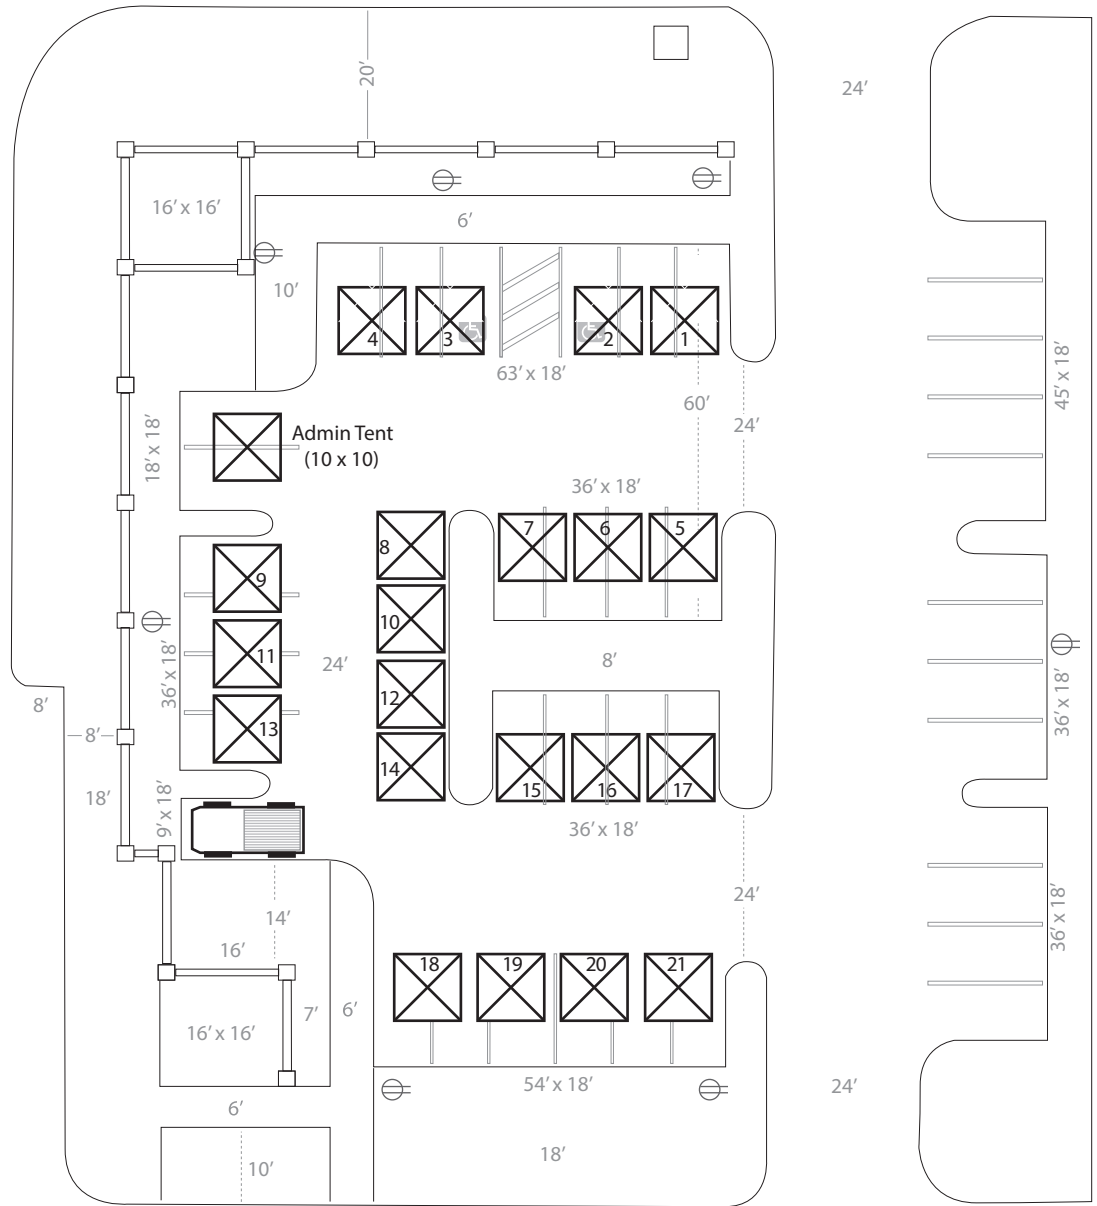 20’
24’
16’ x 16’
6’
10’
4
3
2
1
63’ x 18’
45’ x 18’
60’
24’
18’ x 18’
Admin Tent
(10 x 10)
36’ x 18’
7
6
5
8
9
10
11
12
13
14
36’ x 18’
24’
8’
36’ x 18’
8’
8’
18’
9’ x 18’
15
16
17
36’ x 18’
24’
36’ x 18’
14’
16’
18
19
20
21
7’
6’
16’ x 16’
54’ x 18’
24’
6’
18’
10’